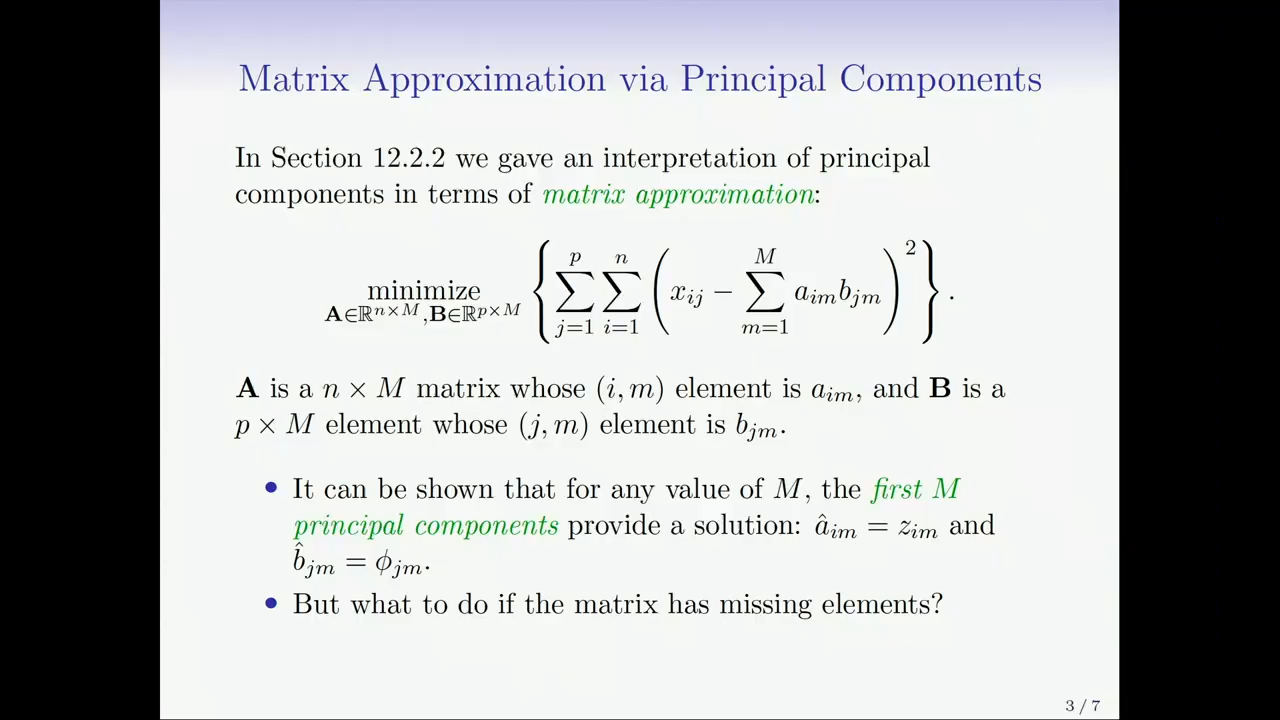 Matrix Approximation via Principal Components
In Section 12.2.2 we gave an interpretation of principal
components in terms of matrix approximation:
minimize_{A∈ℝ^{n×M},B∈ℝ^{p×M}} { ∑_{j=1}^{p} ∑_{i=1}^{n} ( x_{ij} − ∑_{m=1}^{M} a_{im}b_{jm} )^2 } .
A is a n × M matrix whose (i, m) element is a_{im}, and B is a
p × M element whose (j, m) element is b_{jm}.
• It can be shown that for any value of M, the first M
principal components provide a solution: â_{im} = z_{im} and
b̂_{jm} = ϕ_{jm}.
• But what to do if the matrix has missing elements?
3 / 7